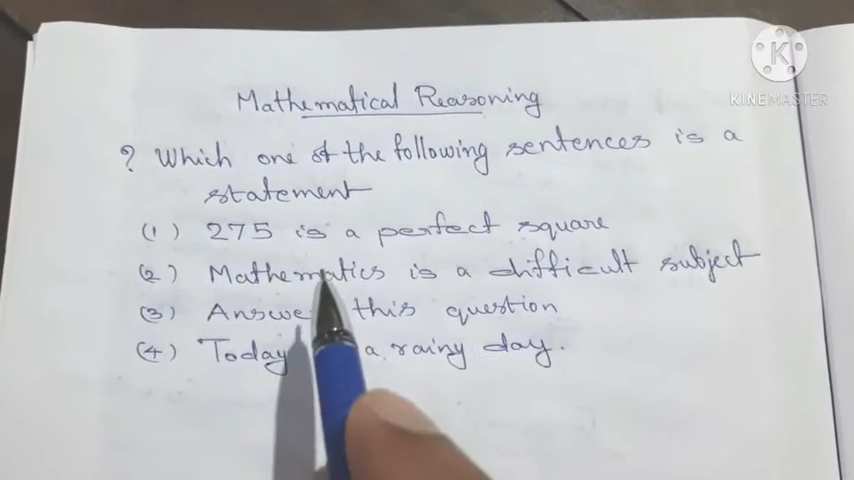 K
KINEMASTER
Mathematical Reasoning
? Which one of the following sentences is a
statement
(1) 275 is a perfect square
(2) Mathematics is a difficult subject
(3) this question
(4) Today a rainy day.